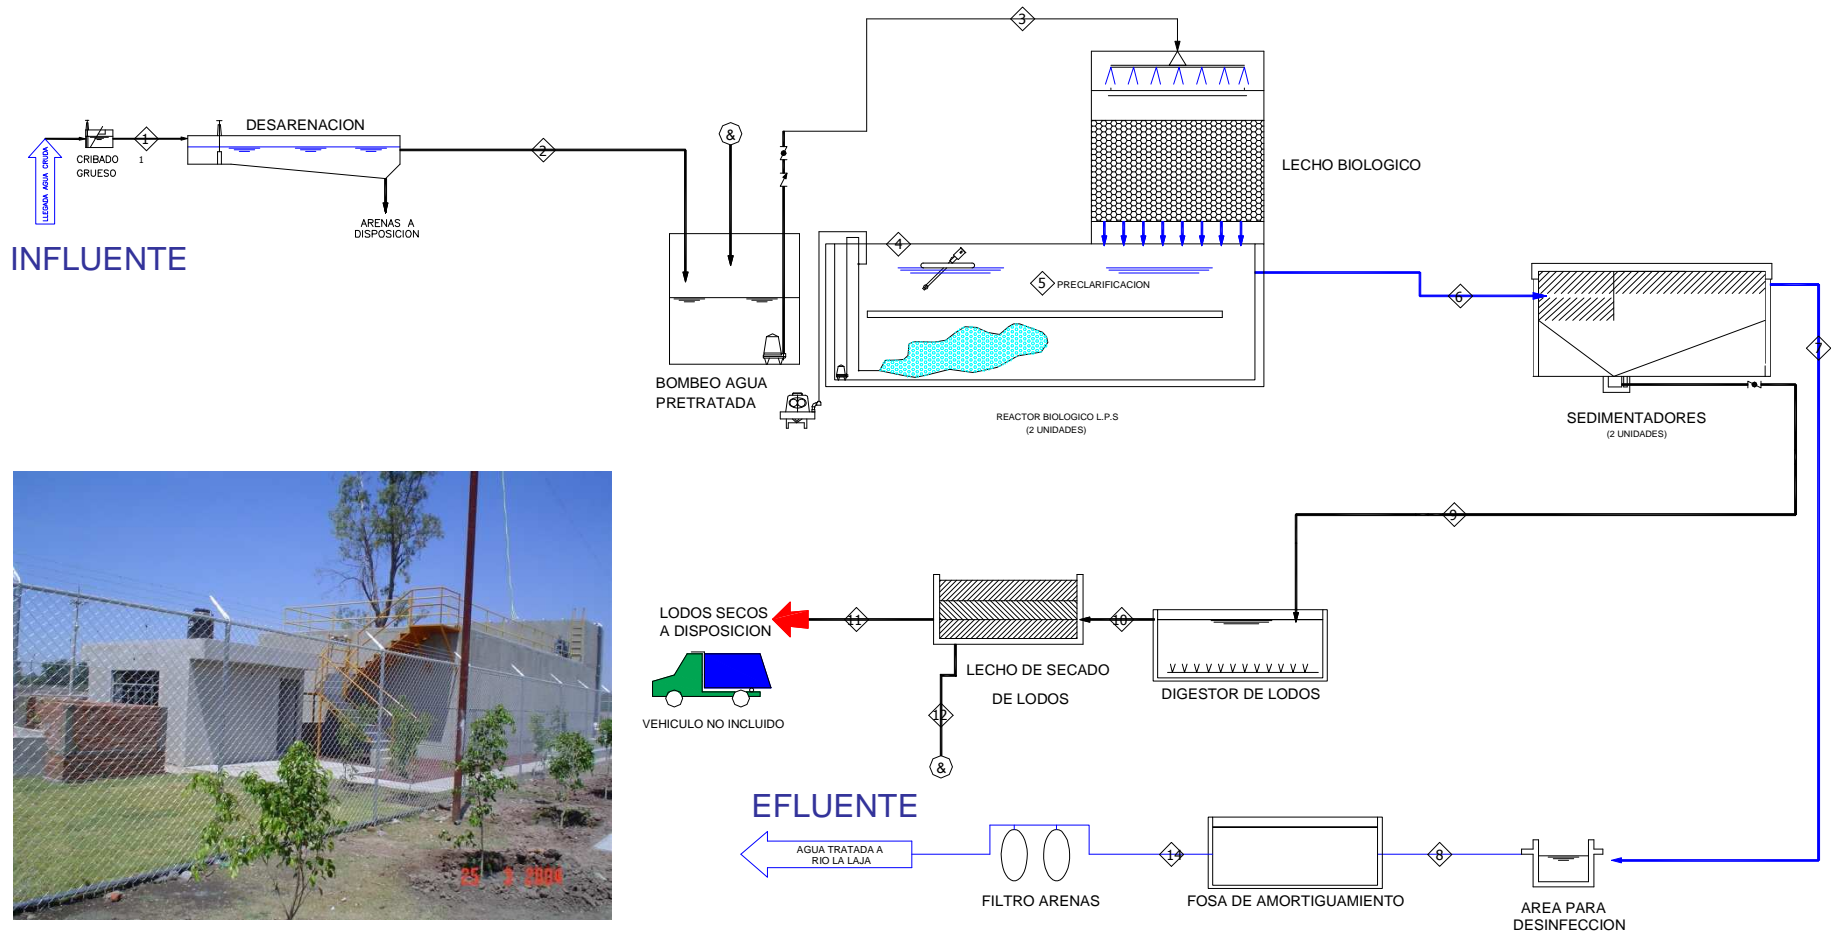 3
DESARENACION
&
1
2
CRIBADO
GRUESO
1
LLEGADA AGUA CRUDA
LECHO BIOLOGICO
ARENAS A
DISPOSICION
INFLUENTE
4
5
PRECLARIFICACION
6
7
BOMBEO AGUA
PRETRATADA
REACTOR BIOLOGICO L.P.S
(2 UNIDADES)
SEDIMENTADORES
(2 UNIDADES)
9
LODOS SECOS
A DISPOSICION
11
10
LECHO DE SECADO
DE LODOS
DIGESTOR DE LODOS
VEHICULO NO INCLUIDO
12
&
EFLUENTE
AGUA TRATADA A
RIO LA LAJA
14
8
FILTRO ARENAS
FOSA DE AMORTIGUAMIENTO
AREA PARA
DESINFECCION
25 3 2004